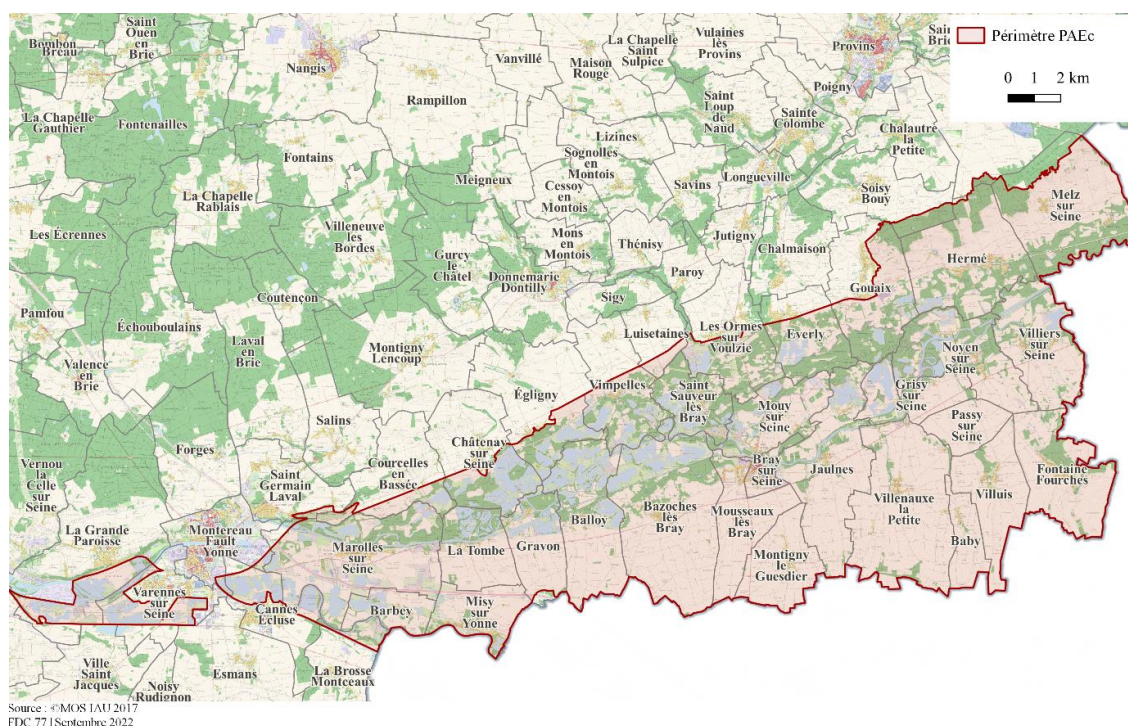 Saint
Ouen
en
Brie
Bombon
Bréau
Nangis
Vanvillé
La Chapelle
Saint
Sulpice
Maison
Rouge
Vulaines
lès
Provins
Provins
Poigny
Périmètre PAEc
0 1 2 km
La Chapelle
Gauthier
Fontenailles
Rampillon
Saint
Loup
de
Naud
Sainte
Colombe
Lizines
Chalautre
la
Petite
Fontains
Sognolles
en
Montois
Meigneux
Cessoy
en
Montois
Savins
Longueville
Soisy
Bouy
Melz
sur
Seine
La Chapelle
Rablais
Les Écrennes
Villeneuve
les
Bordes
Mons
en
Montois
Thénisy
Jutigny
Chalmaison
Gurcy
le
Châtel
Donnemarie
Dontilly
Paroy
Hermé
Gouaix
Coutençon
Sigy
Pamfou
Échouboulains
Luisetaines
Les Ormes
sur
Voulzie
Everly
Laval
en
Brie
Montigny
Lencoup
Noyen
sur
Seine
Villiers
sur
Seine
Valence
en
Brie
Égligny
Vimpelles
Saint
Sauveur
lès
Bray
Mouy
sur
Seine
Grisy
sur
Seine
Passy
sur
Seine
Salins
Châtenay
sur
Seine
Forges
Courcelles
en
Bassée
Bray
sur
Seine
Jaulnes
Fontaine
Fourches
Vernou
la
Celle
sur
Seine
Saint
Germain
Laval
Villenauxe
la
Petite
Villuis
La Grande
Paroisse
Montereau
Fault
Yonne
Balloy
Bazoches
lès
Bray
Mousseaux
lès
Bray
Marolles
sur
Seine
La Tombe
Gravon
Baby
Montigny
le
Guesdier
Varennes
sur
Seine
Cannes
Écluse
Barbey
Misy
sur
Yonne
Ville
Saint
Jacques
Noisy
Rudignon
Esmans
La Brosse
Montceaux
Source : ©MOS IAU 2017
FDC 77 | Septembre 2022